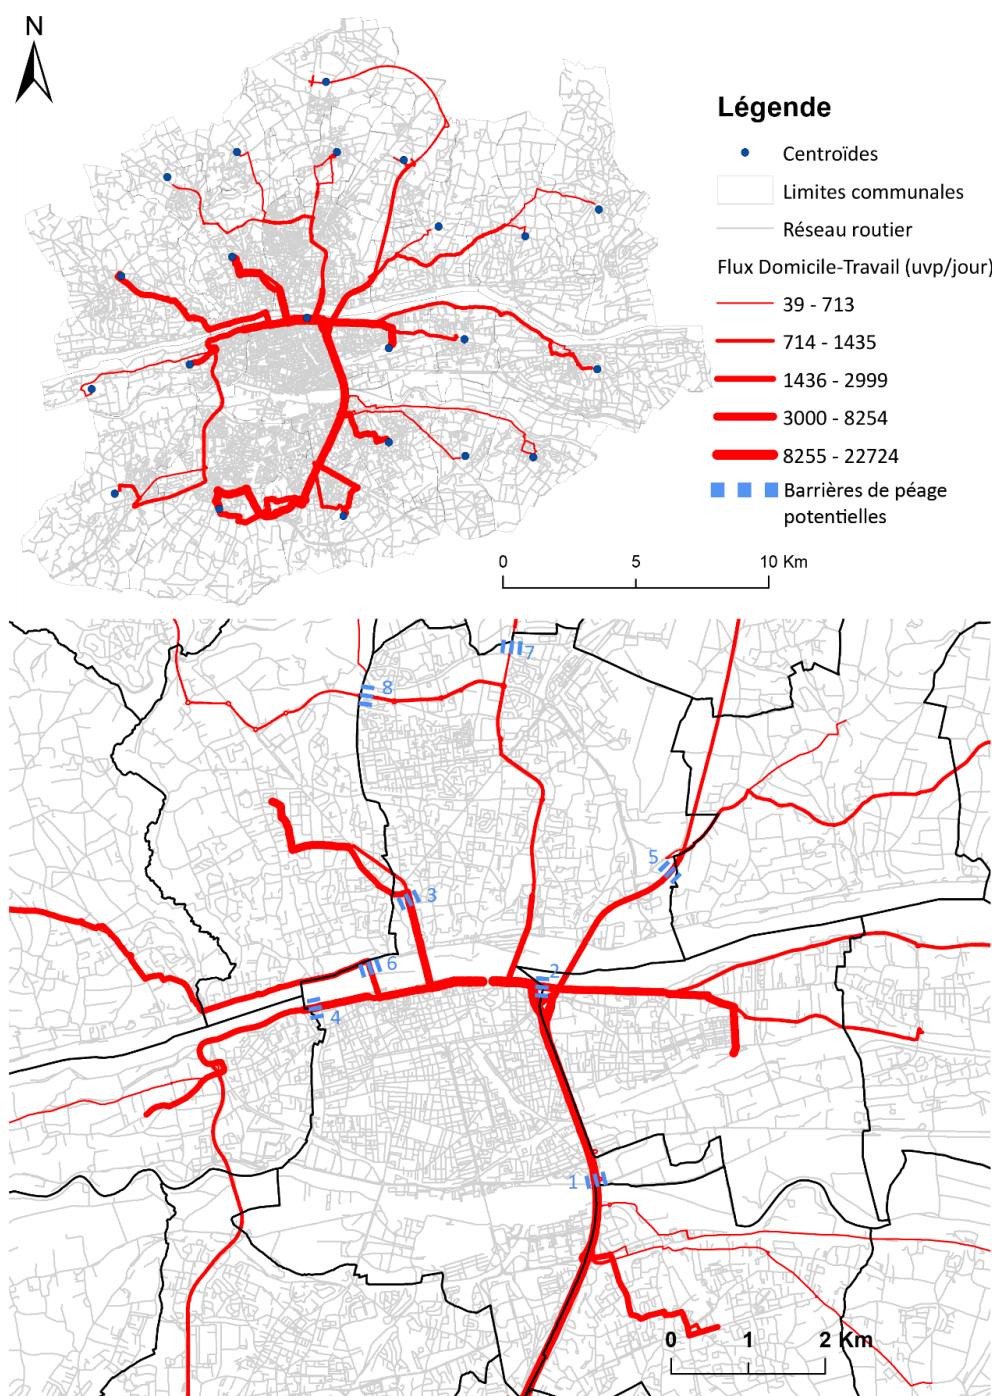 N
Légende
Centroïdes
Limites communales
Réseau routier
Flux Domicile-Travail (uvp/jour)
39 - 713
714 - 1435
1436 - 2999
3000 - 8254
8255 - 22724
Barrières de péage
potentielles
0 5 10 Km
7
8
5
3
6
2
4
1
0 1 2 Km